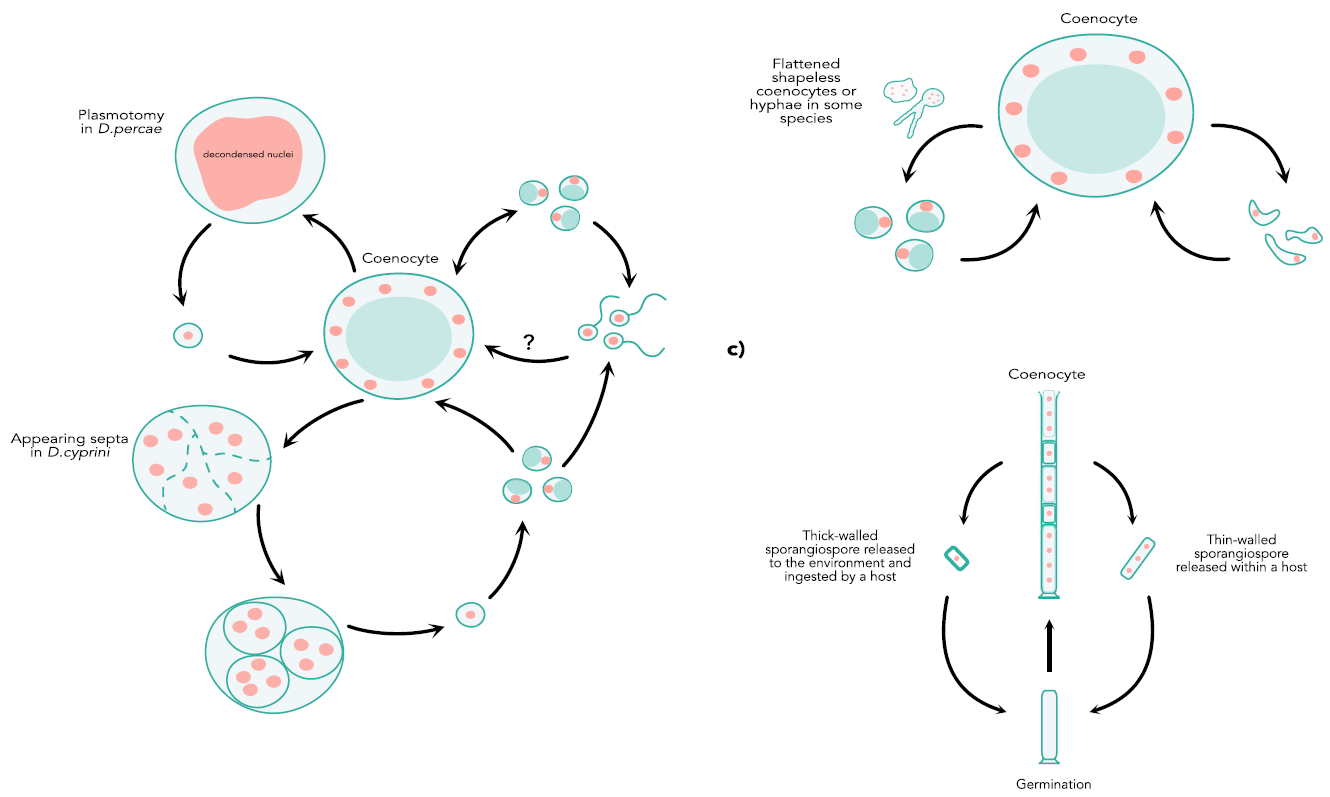 Plasmotomy
in D.percae
decondensed nuclei
Coenocyte
?
Appearing septa
in D.cyprini
Coenocyte
Flattened
shapeless
coenocytes or
hyphae in some
species
c)
Coenocyte
Thick-walled
sporangiospore released
to the environment and
ingested by a host
Thin-walled
sporangiospore
released within a host
Germination